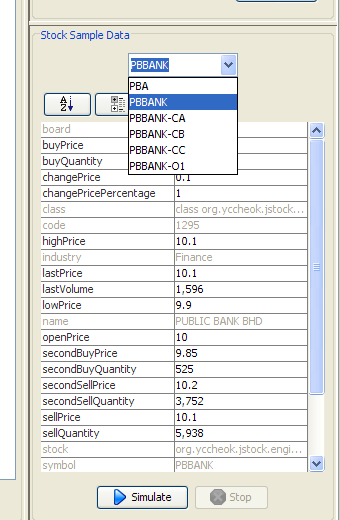 Stock Sample Data
PBBANK
PBA
PBBANK
PBBANK-CA
PBBANK-CB
PBBANK-CC
PBBANK-O1
board
buyPrice
buyQuantity
changePrice 0.1
changePricePercentage 1
class class org.yccheok.jstock....
code 1295
highPrice 10.1
industry Finance
lastPrice 10.1
lastVolume 1,596
lowPrice 9.9
name PUBLIC BANK BHD
openPrice 10
secondBuyPrice 9.85
secondBuyQuantity 525
secondSellPrice 10.2
secondSellQuantity 3,752
sellPrice 10.1
sellQuantity 5,938
stock org.yccheok.jstock.engi...
symbol PBBANK
Simulate Stop